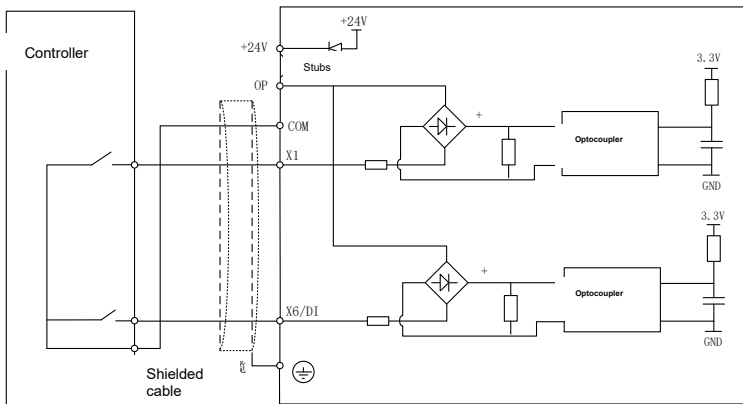 +24V
Controller
+24V
Stubs
3.3V
OP
+
COM
Optocoupler
X1
GND
3.3V
+
Optocoupler
X6/DI
GND
Shielded
cable